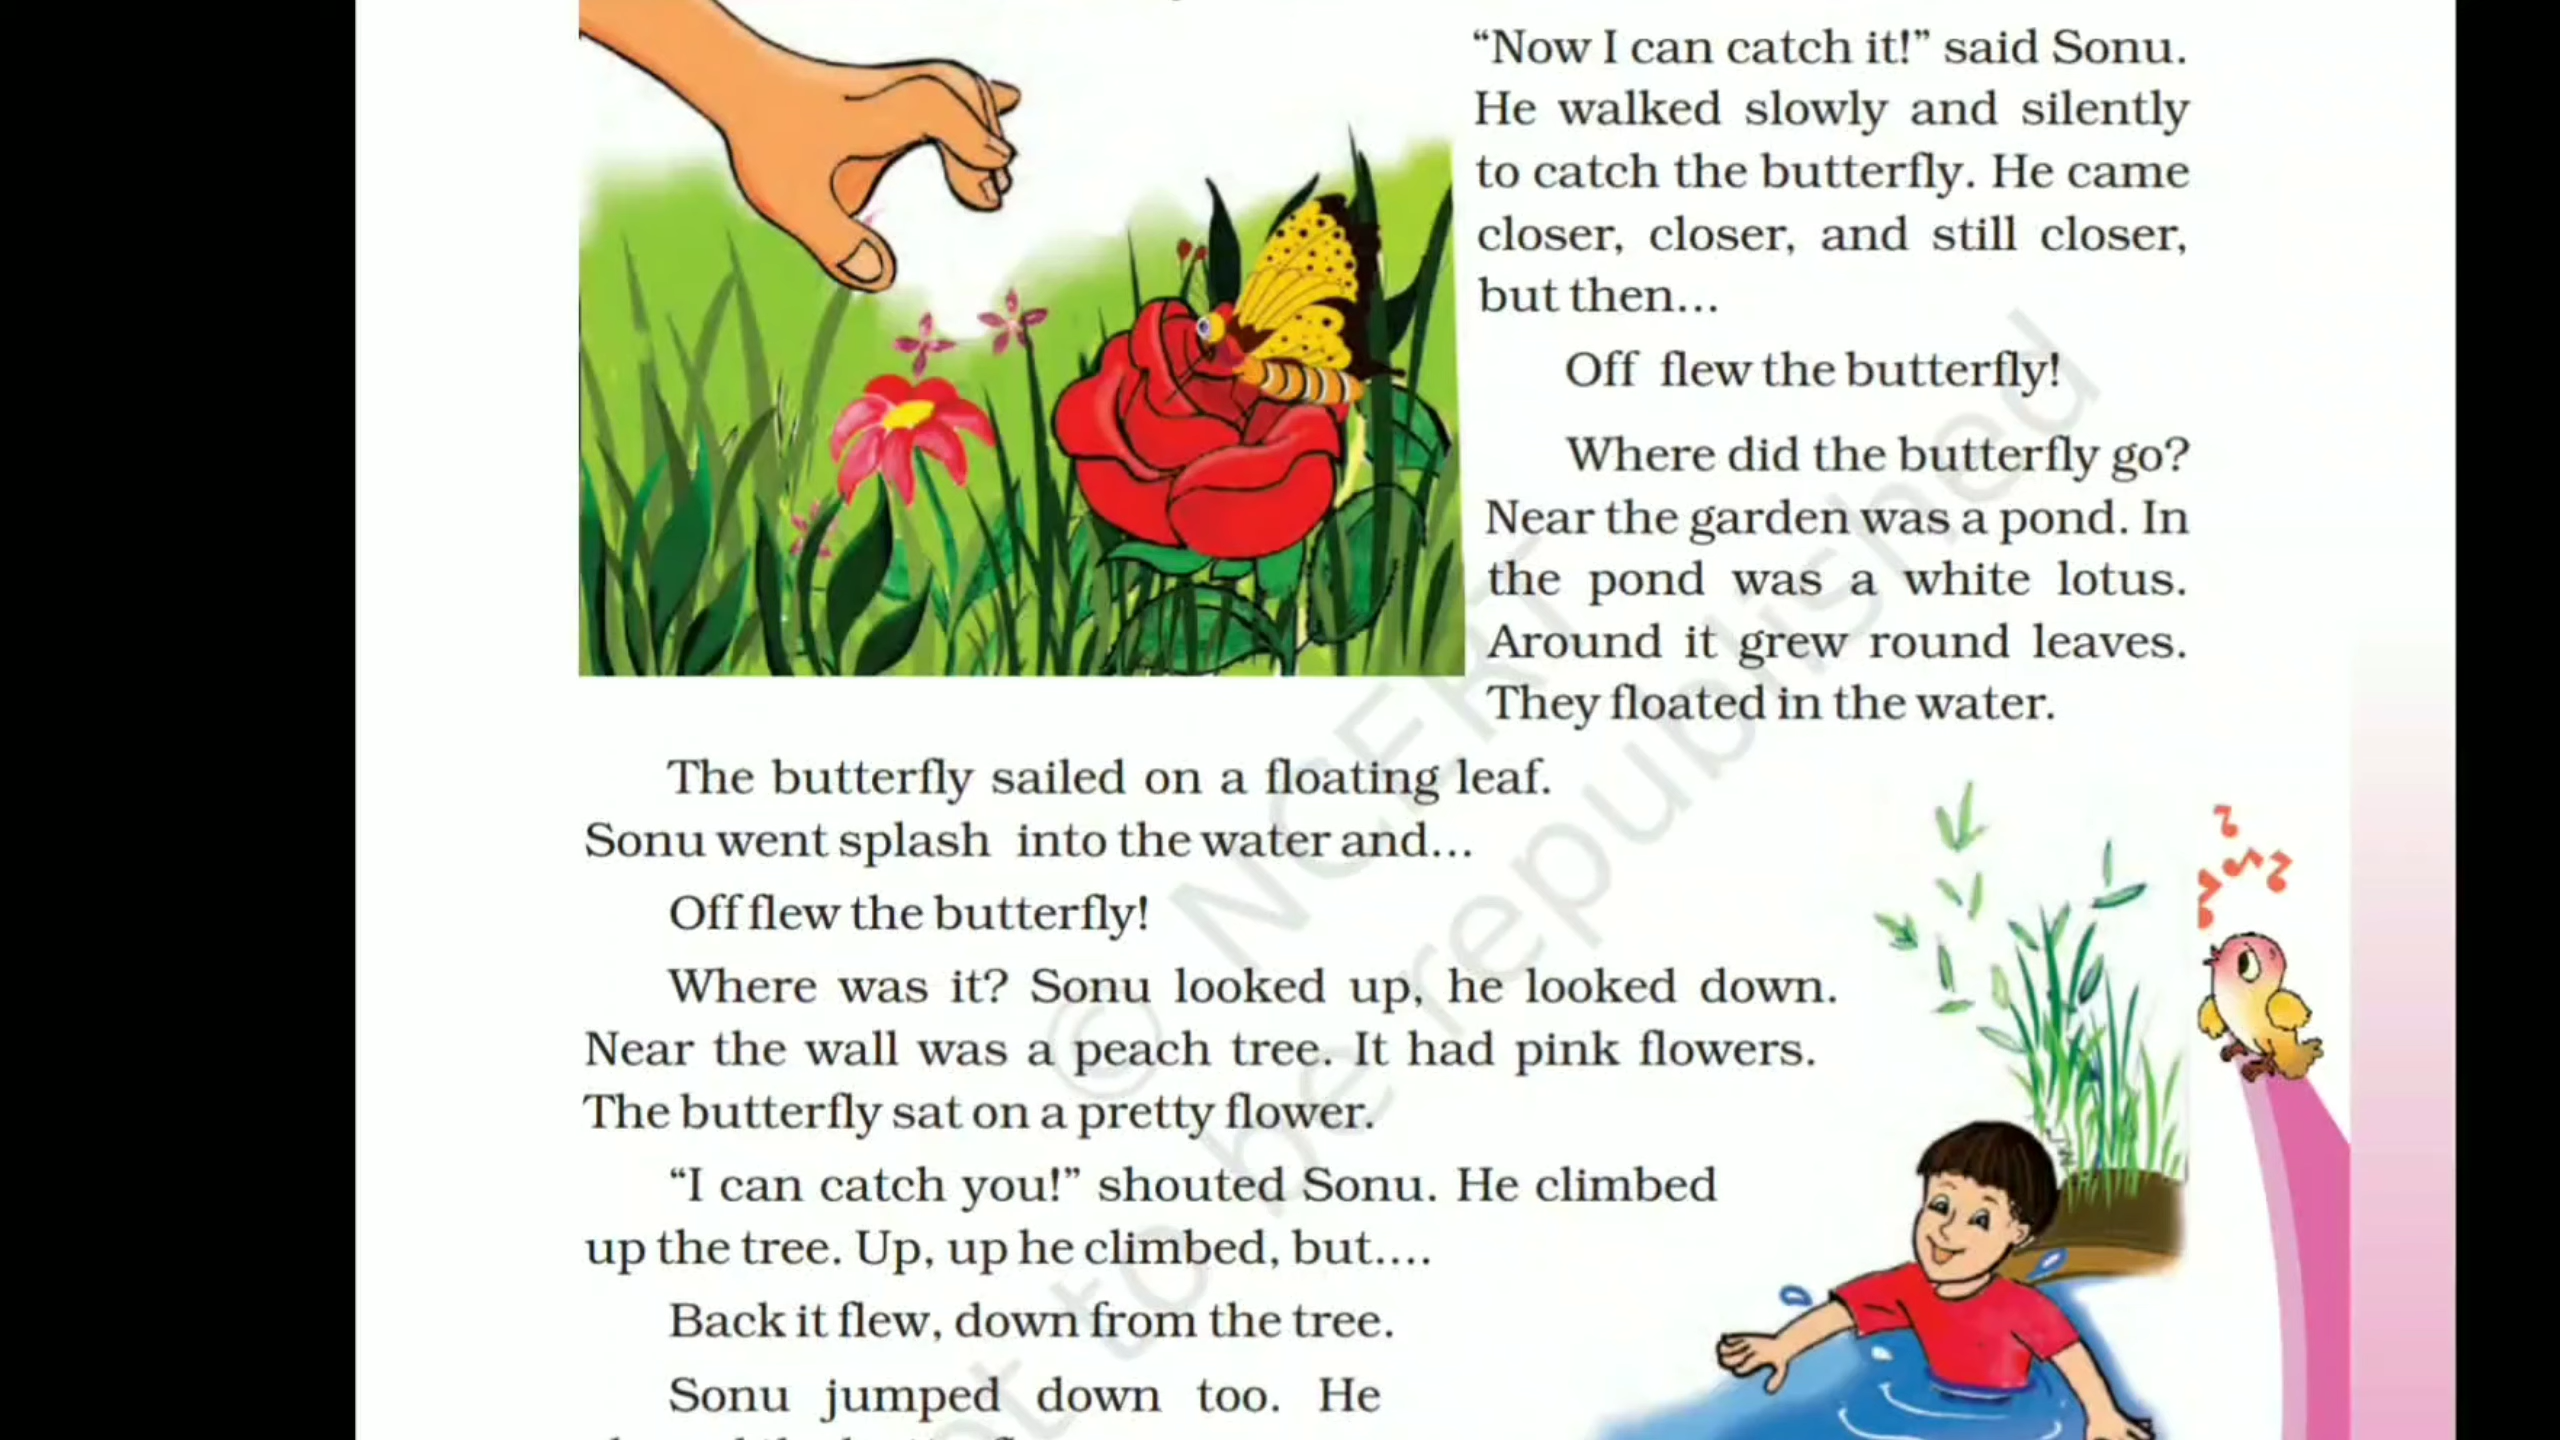 “Now I can catch it!” said Sonu.
He walked slowly and silently
to catch the butterfly. He came
closer, closer, and still closer,
but then...
Off flew the butterfly!
Where did the butterfly go?
Near the garden was a pond. In
the pond was a white lotus.
Around it grew round leaves.
They floated in the water.
The butterfly sailed on a floating leaf.
Sonu went splash into the water and...
Off flew the butterfly!
Where was it? Sonu looked up, he looked down.
Near the wall was a peach tree. It had pink flowers.
The butterfly sat on a pretty flower.
“I can catch you!” shouted Sonu. He climbed
up the tree. Up, up he climbed, but....
Back it flew, down from the tree.
Sonu jumped down too. He
© NCERT
to be republished